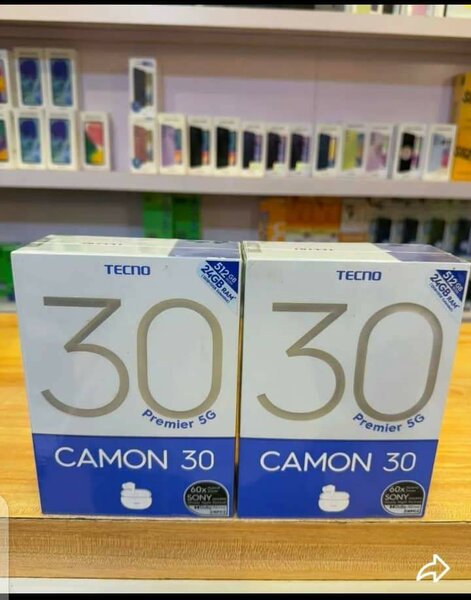 TECNO
512GB
24GB RAM*
30
Premier 5G
CAMON 30
60x
SONY
TECNO
512GB
24GB RAM*
30
Premier 5G
CAMON 30
60x
SONY